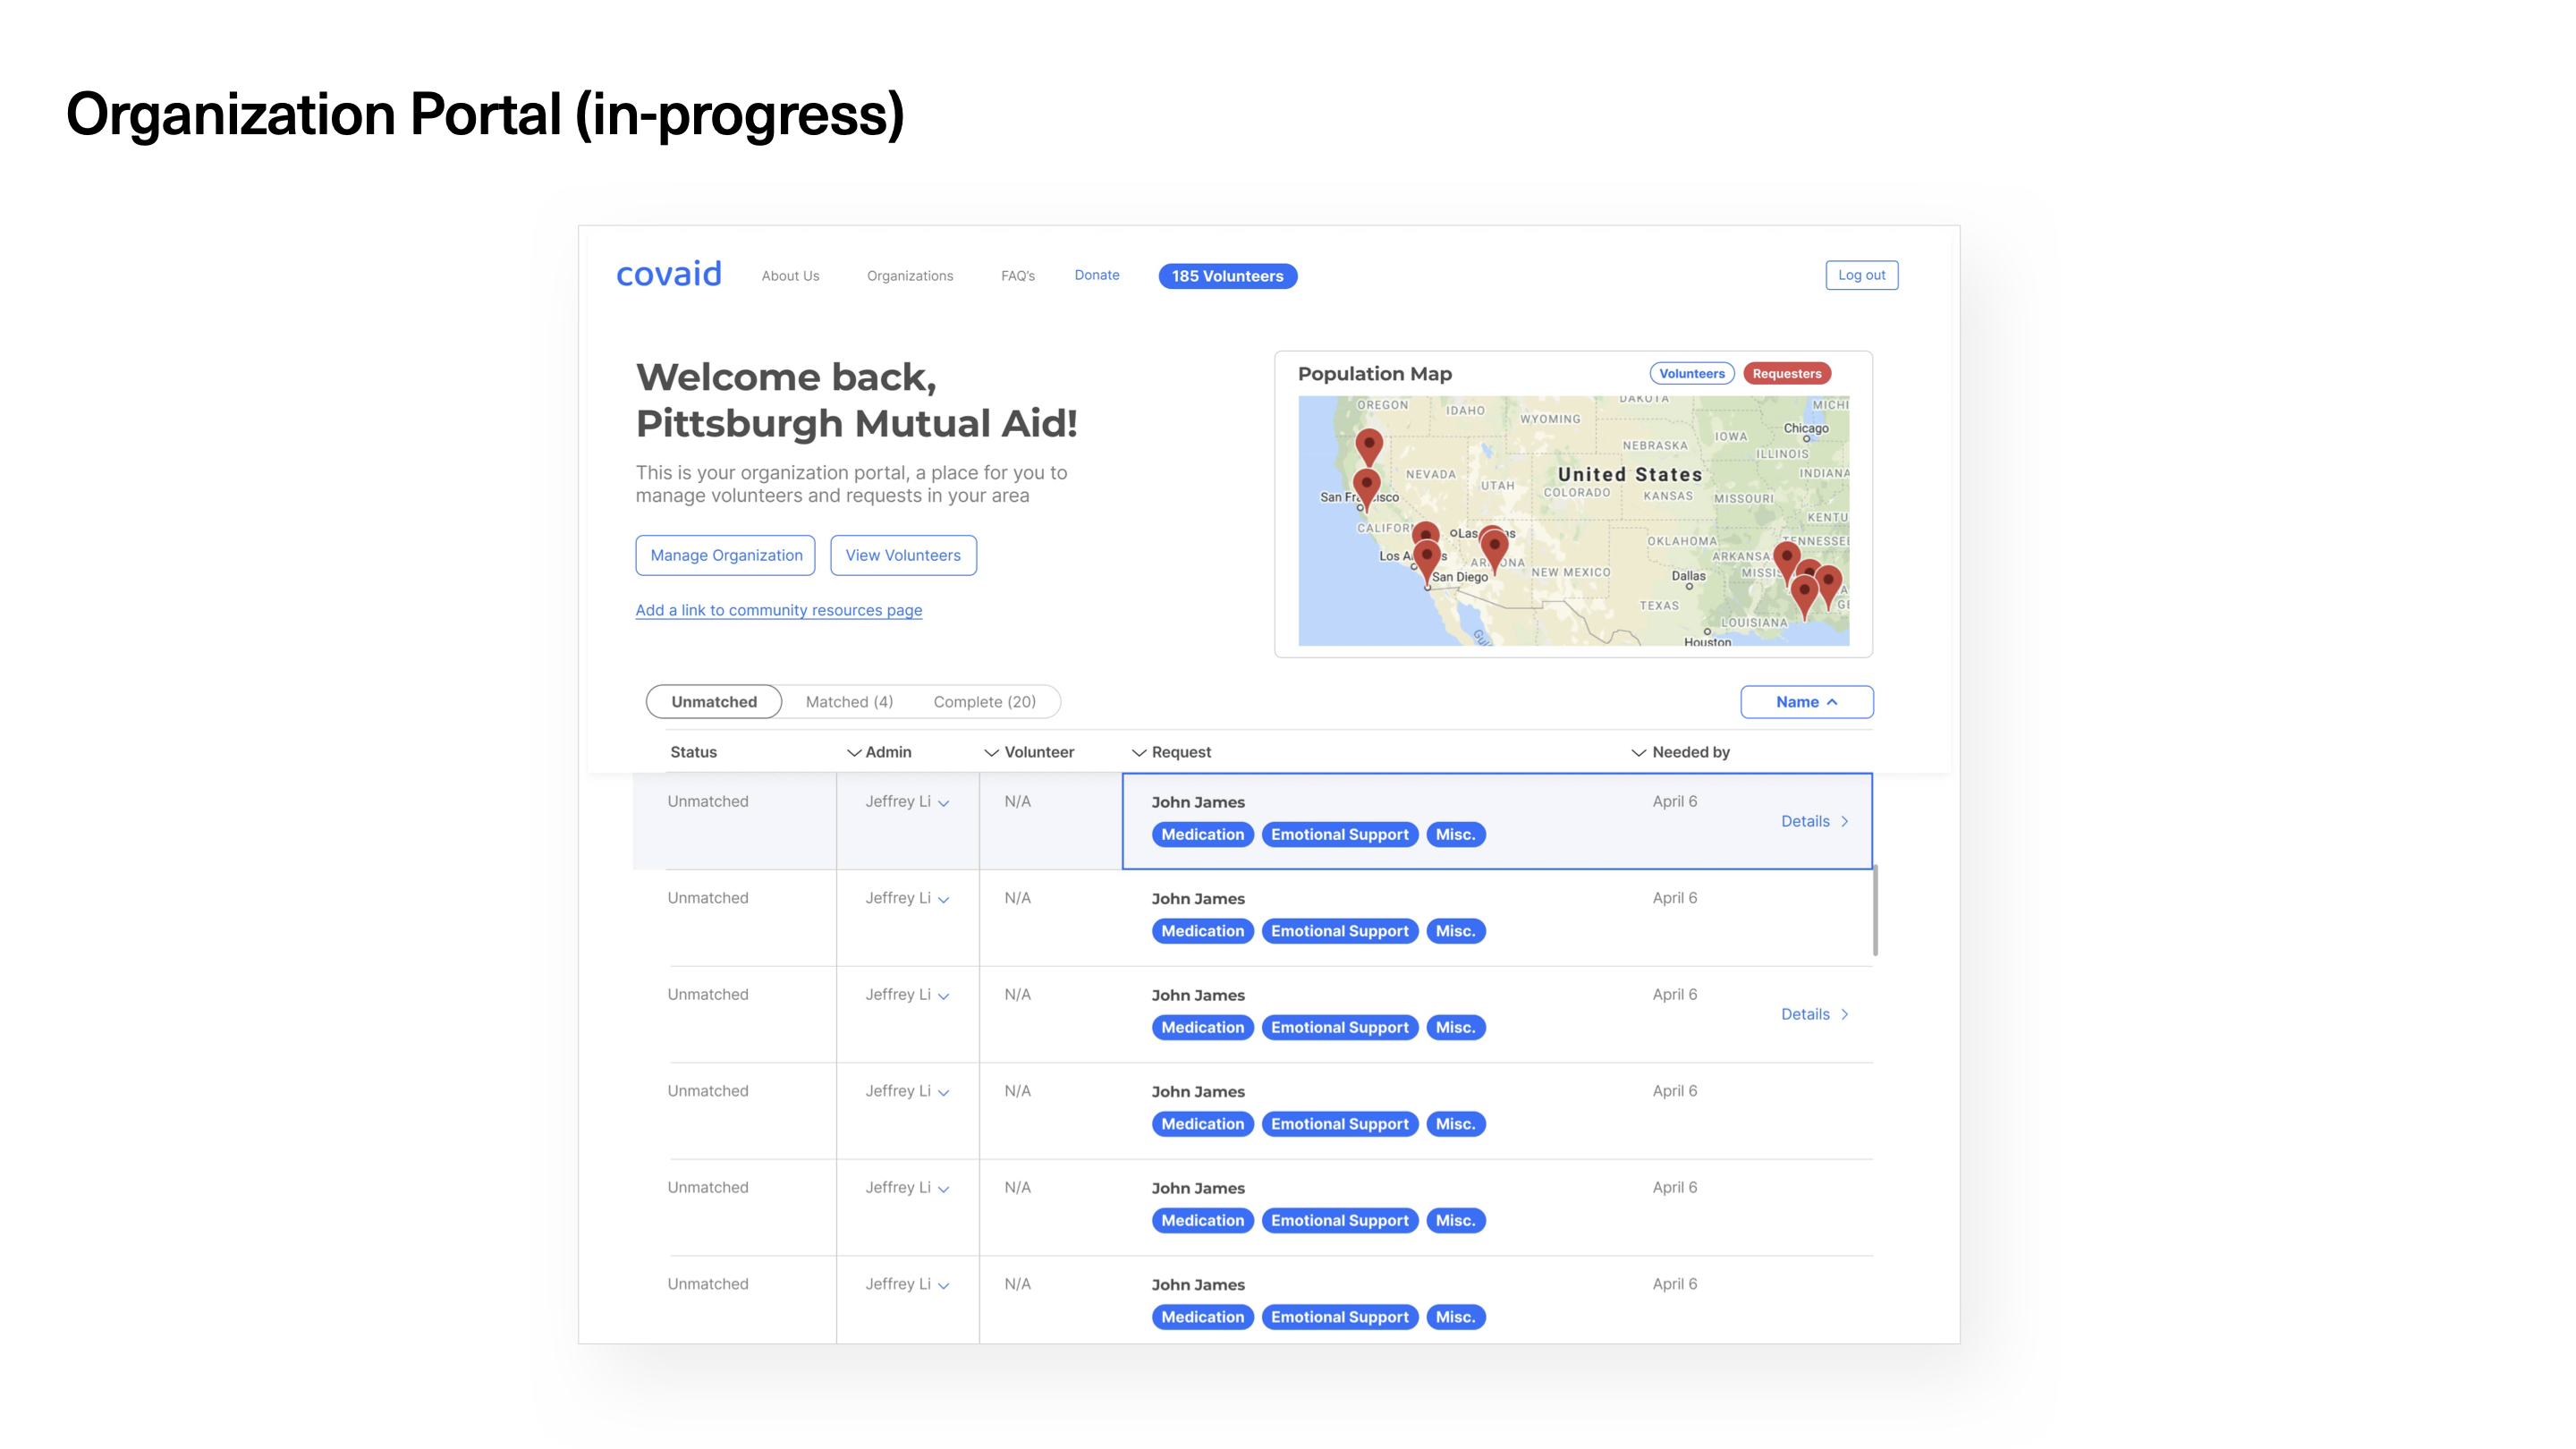 Organization Portal (in-progress)
covaid
About Us
Organizations
FAQ's
Donate
185 Volunteers
Log out
Welcome back,
Pittsburgh Mutual Aid!
This is your organization portal, a place for you to
manage volunteers and requests in your area
Manage Organization
View Volunteers
Add a link to community resources page
Population Map
Volunteers
Requesters
OREGON
IDAHO
WYOMING
DAKOTA
MICHI
Chicago
IOWA
NEBRASKA
ILLINOIS
INDIANA
NEVADA
United States
UTAH
COLORADO
KANSAS
MISSOURI
San Fr isco
KENTU
CALIFOR
Las s
OKLAHOMA
TENNESSEE
ARKANSA
Los A s
AR ONA
NEW MEXICO
San Diego
Dallas
MISSIS
A
GE
TEXAS
LOUISIANA
Houston
Gul
Unmatched
Matched (4)
Complete (20)
Name
Status
Admin
Volunteer
Request
Needed by
Unmatched
Jeffrey Li
N/A
John James
April 6
Medication
Emotional Support
Misc.
Details
Unmatched
Jeffrey Li
N/A
John James
April 6
Medication
Emotional Support
Misc.
Unmatched
Jeffrey Li
N/A
John James
April 6
Medication
Emotional Support
Misc.
Details
Unmatched
Jeffrey Li
N/A
John James
April 6
Medication
Emotional Support
Misc.
Unmatched
Jeffrey Li
N/A
John James
April 6
Medication
Emotional Support
Misc.
Unmatched
Jeffrey Li
N/A
John James
April 6
Medication
Emotional Support
Misc.